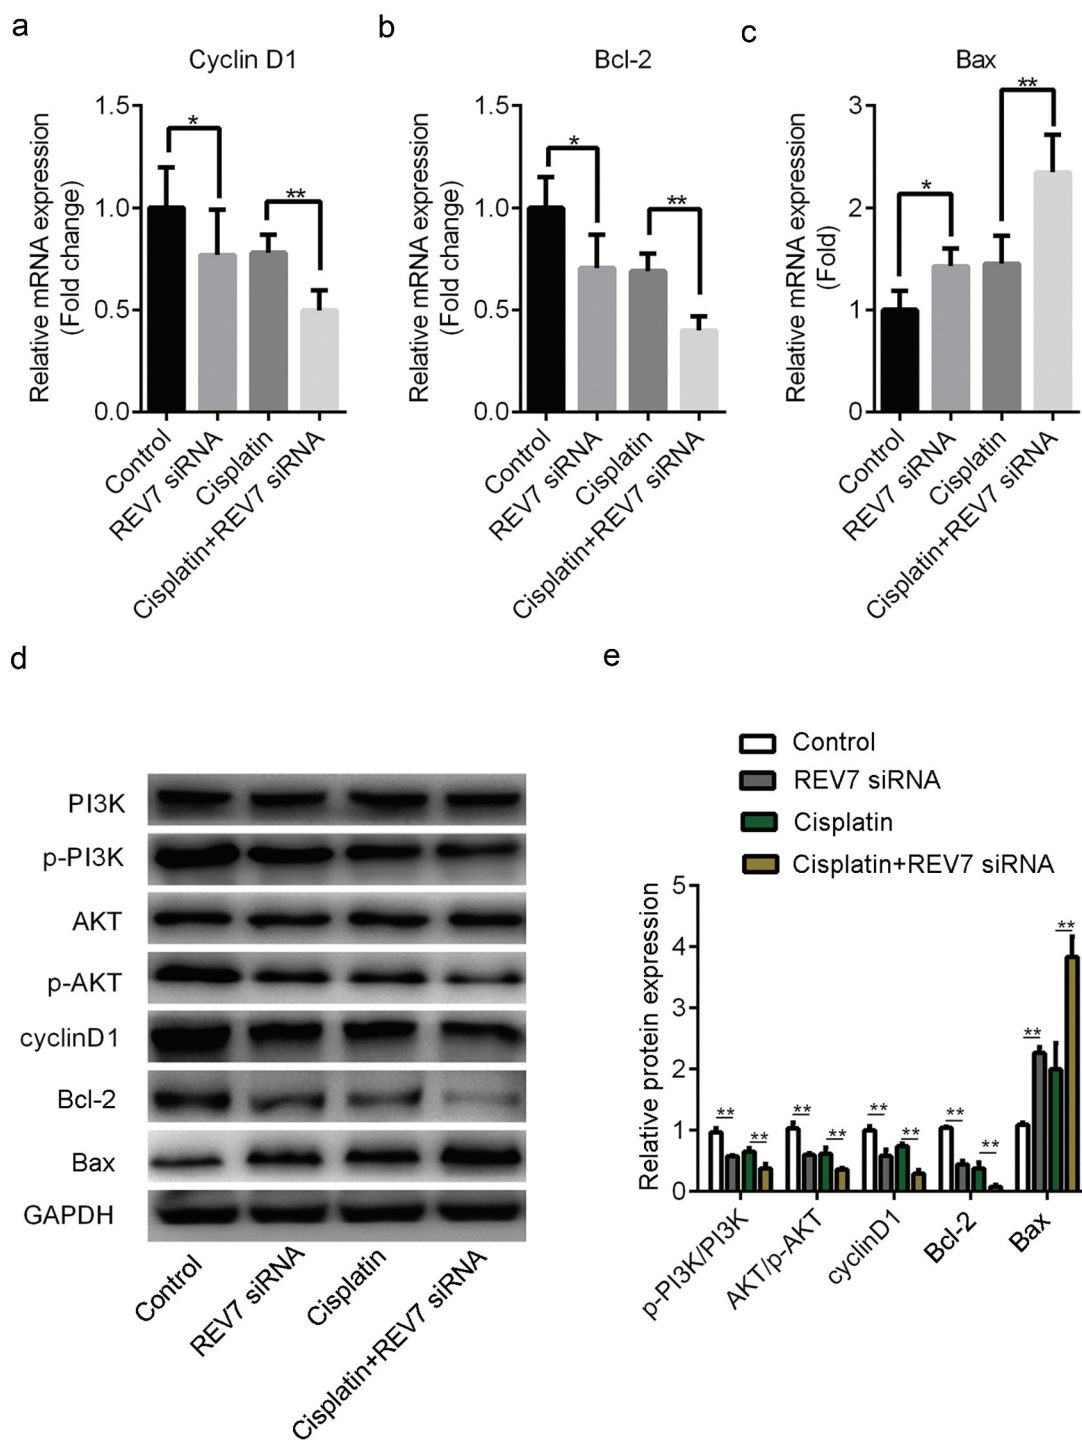 a
Cyclin D1
Relative mRNA expression
(Fold change)
1.5
1.0
0.5
0.0
*
**
Control
REV7 siRNA
Cisplatin
Cisplatin+REV7 siRNA
b
Bcl-2
Relative mRNA expression
(Fold change)
1.5
1.0
0.5
0.0
*
**
Control
REV7 siRNA
Cisplatin
Cisplatin+REV7 siRNA
c
Bax
Relative mRNA expression
(Fold)
3
2
1
0
*
**
Control
REV7 siRNA
Cisplatin
Cisplatin+REV7 siRNA
d
PI3K
p-PI3K
AKT
p-AKT
cyclinD1
Bcl-2
Bax
GAPDH
Control
REV7 siRNA
Cisplatin
Cisplatin+REV7 siRNA
e
Control
REV7 siRNA
Cisplatin
Cisplatin+REV7 siRNA
Relative protein expression
5
4
3
2
1
0
**
**
**
**
**
**
**
**
**
**
p-PI3K/PI3K
AKT/p-AKT
cyclinD1
Bcl-2
Bax